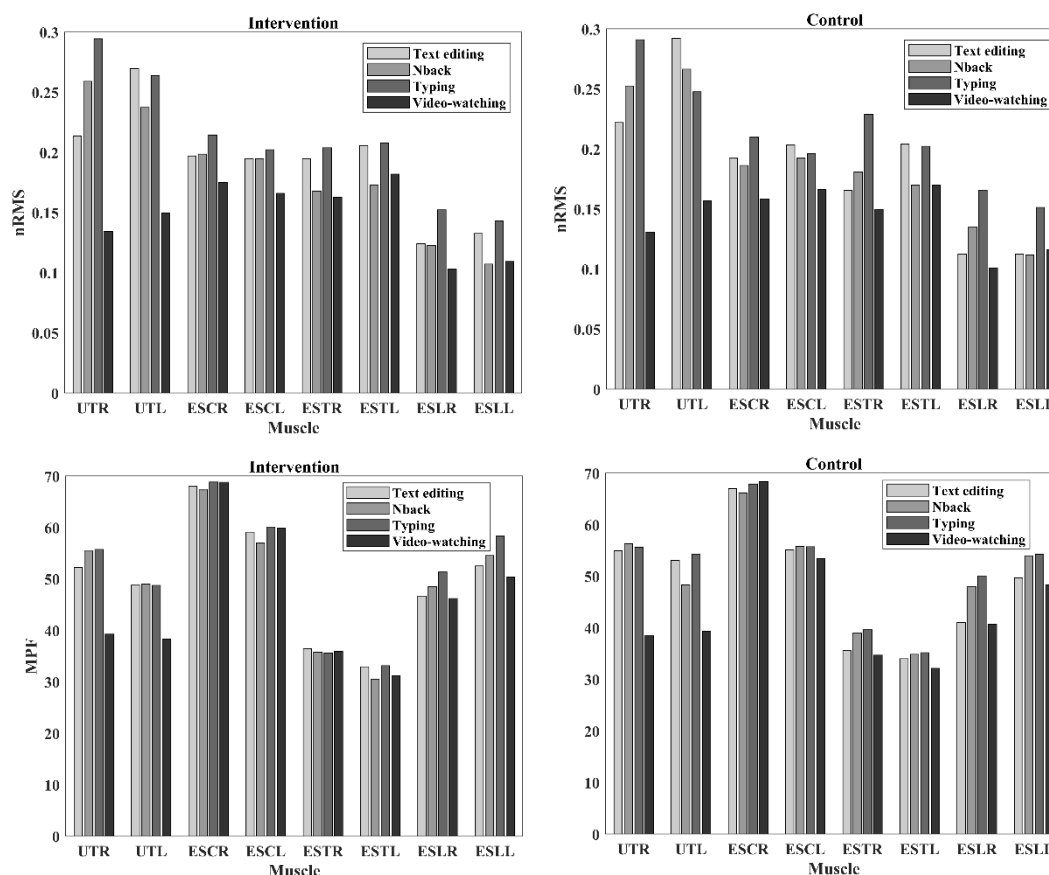 Intervention
0.3
0.25
0.2
0.15
0.1
0.05
0
nRMS
Text editing
Nback
Typing
Video-watching
UTR UTL ESCR ESCL ESTR ESTL ESLR ESLL
Muscle
Control
0.3
0.25
0.2
0.15
0.1
0.05
0
nRMS
Text editing
Nback
Typing
Video-watching
UTR UTL ESCR ESCL ESTR ESTL ESLR ESLL
Muscle
Intervention
70
60
50
40
30
20
10
0
MPF
Text editing
Nback
Typing
Video-watching
UTR UTL ESCR ESCL ESTR ESTL ESLR ESLL
Muscle
Control
70
60
50
40
30
20
10
0
Text editing
Nback
Typing
Video-watching
UTR UTL ESCR ESCL ESTR ESTL ESLR ESLL
Muscle